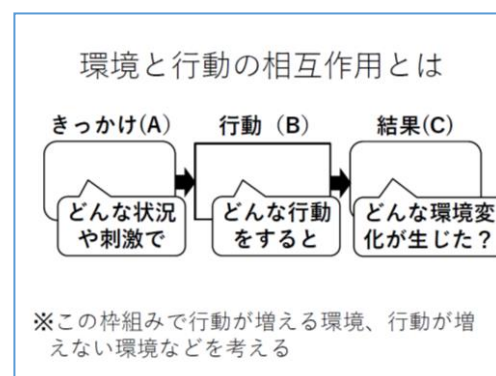 環境と行動の相互作用とは
きっかけ(A) 行動（B） 結果(C)
どんな状況
や刺激で
どんな行動
をすると
どんな環境変
化が生じた？
※この枠組みで行動が増える環境、行動が増
えない環境などを考える